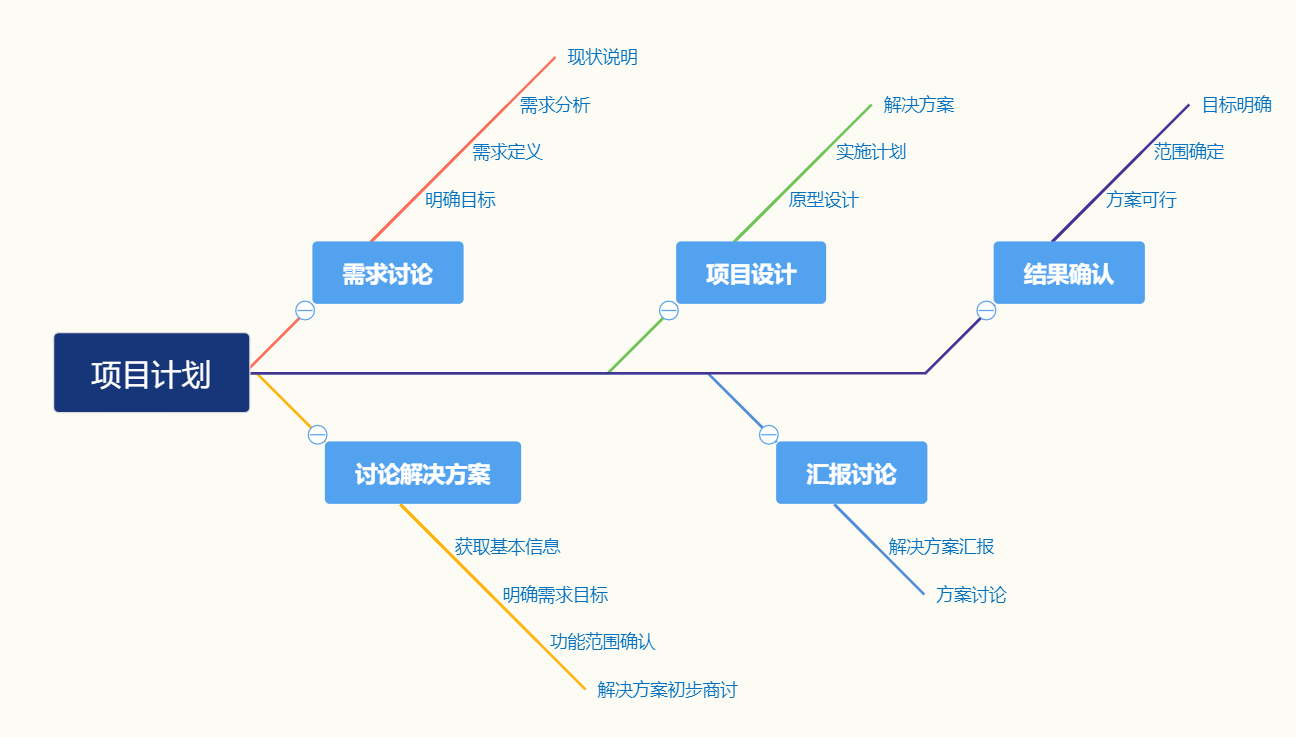 项目计划
需求讨论
现状说明
需求分析
需求定义
明确目标
讨论解决方案
获取基本信息
明确需求目标
功能范围确认
解决方案初步商讨
项目设计
解决方案
实施计划
原型设计
汇报讨论
解决方案汇报
方案讨论
结果确认
目标明确
范围确定
方案可行